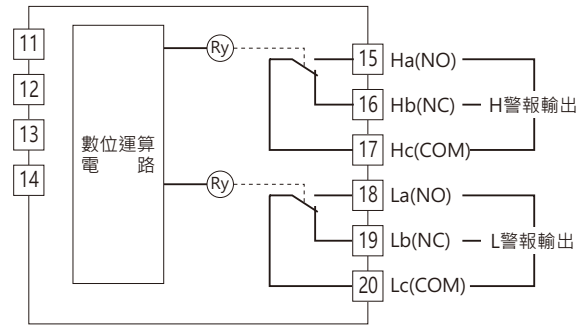 11
12
13
14
數位運算
電 路
Ry
Ry
15 Ha(NO)
16 Hb(NC) H警報輸出
17 Hc(COM)
18 La(NO)
19 Lb(NC) L警報輸出
20 Lc(COM)